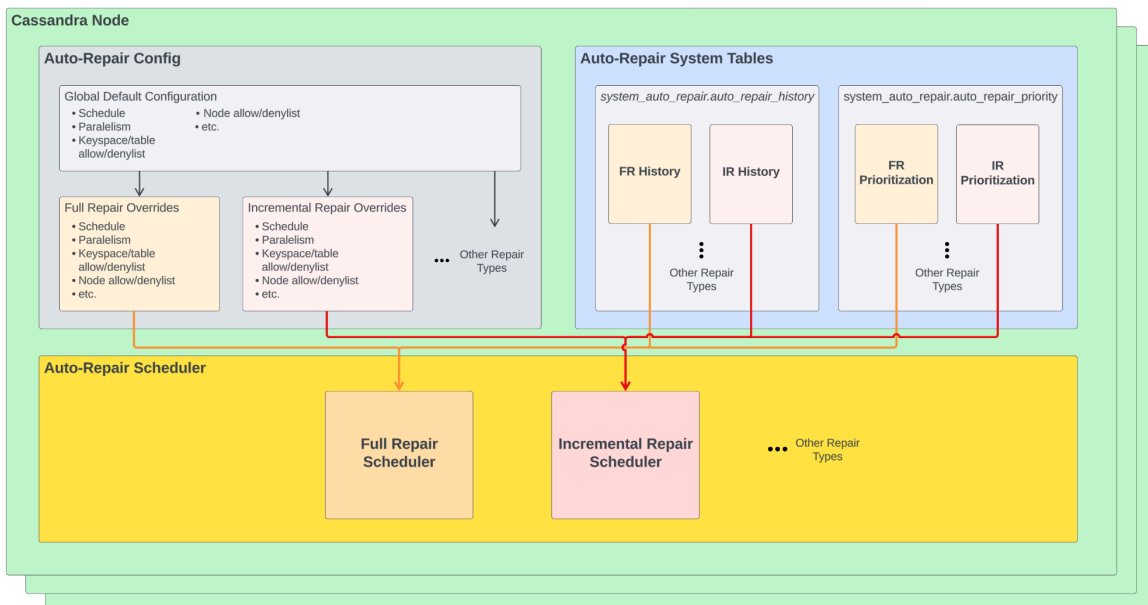 Cassandra Node
Auto-Repair Config
Global Default Configuration
• Schedule
• Paralelism
• Keyspace/table
allow/denylist
• Node allow/denylist
• etc.
Full Repair Overrides
• Schedule
• Paralelism
• Keyspace/table
allow/denylist
• Node allow/denylist
• etc.
Incremental Repair Overrides
• Schedule
• Paralelism
• Keyspace/table
allow/denylist
• Node allow/denylist
• etc.
Other Repair
Types
Auto-Repair System Tables
system_auto_repair.auto_repair_history
FR History
IR History
Other Repair
Types
system_auto_repair.auto_repair_priority
FR
Prioritization
IR
Prioritization
Other Repair
Types
Auto-Repair Scheduler
Full Repair
Scheduler
Incremental Repair
Scheduler
Other Repair
Types